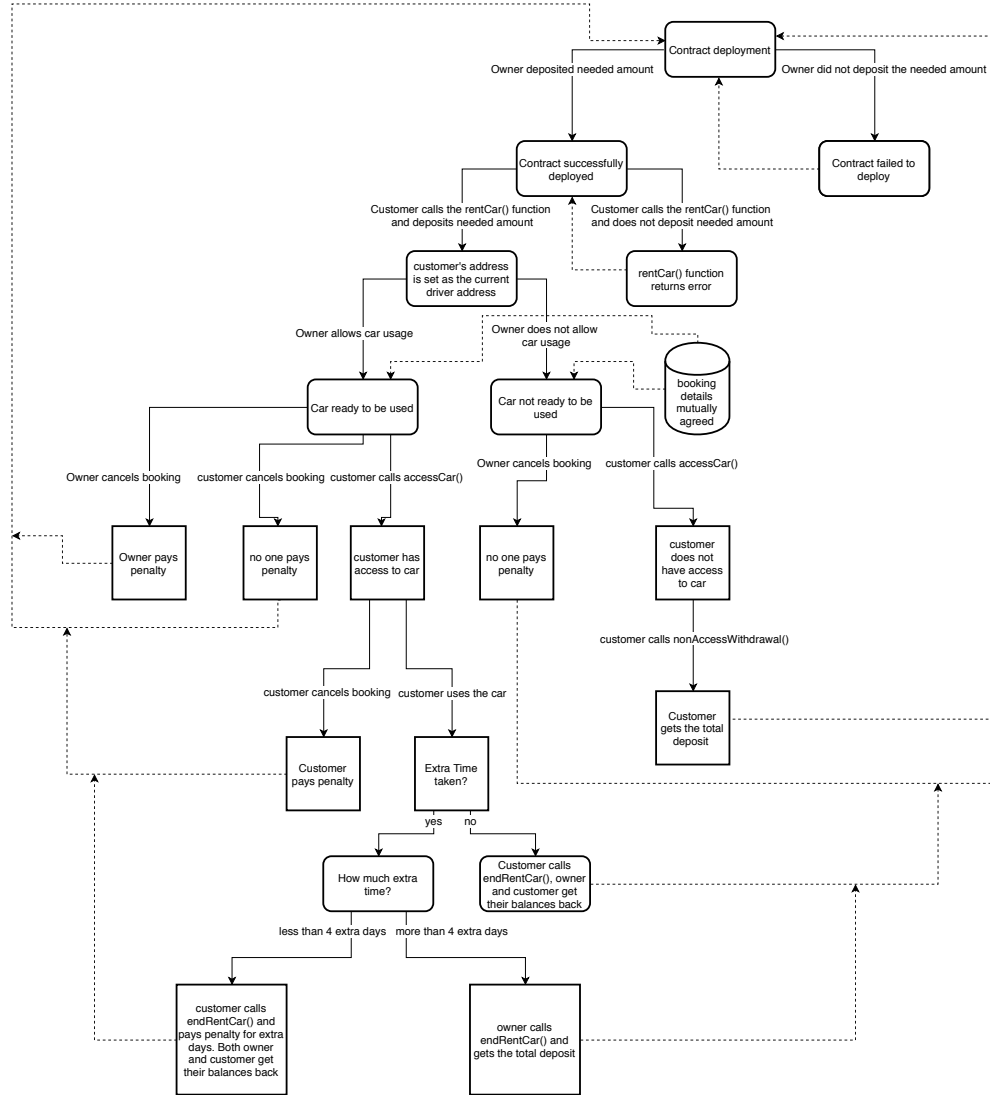 Contract deployment
Owner deposited needed amount
Owner did not deposit the needed amount
Contract successfully
deployed
Contract failed to
deploy
Customer calls the rentCar() function
and deposits needed amount
Customer calls the rentCar() function
and does not deposit needed amount
customer's address
is set as the current
driver address
rentCar() function
returns error
Owner allows car usage
Owner does not allow
car usage
booking
details
mutually
agreed
Car ready to be used
Car not ready to be
used
Owner cancels booking
customer cancels booking
customer calls accessCar()
Owner cancels booking
customer calls accessCar()
Owner pays
penalty
no one pays
penalty
customer has
access to car
no one pays
penalty
customer
does not
have access
to car
customer calls nonAccessWithdrawal()
customer cancels booking
customer uses the car
Customer
gets the total
deposit
Customer
pays penalty
Extra Time
taken?
yes
no
How much extra
time?
Customer calls
endRentCar(), owner
and customer get
their balances back
less than 4 extra days
more than 4 extra days
customer calls
endRentCar() and
pays penalty for extra
days. Both owner
and customer get
their balances back
owner calls
endRentCar() and
gets the total deposit